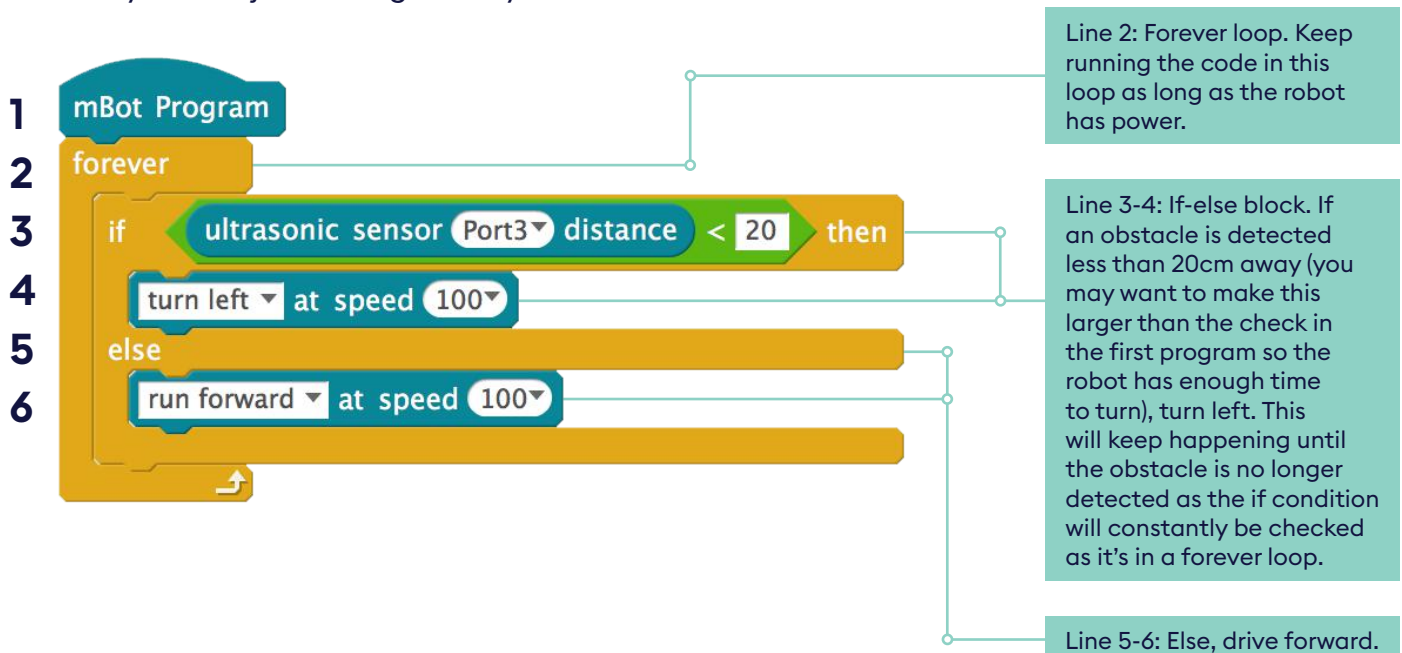 1 mBot Program
2 forever
3 if ultrasonic sensor Port3 distance < 20 then
4 turn left at speed 100
5 else
6 run forward at speed 100
Line 2: Forever loop. Keep
running the code in this
loop as long as the robot
has power.
Line 3-4: If-else block. If
an obstacle is detected
less than 20cm away (you
may want to make this
larger than the check in
the first program so the
robot has enough time
to turn), turn left. This
will keep happening until
the obstacle is no longer
detected as the if condition
will constantly be checked
as it's in a forever loop.
Line 5-6: Else, drive forward.